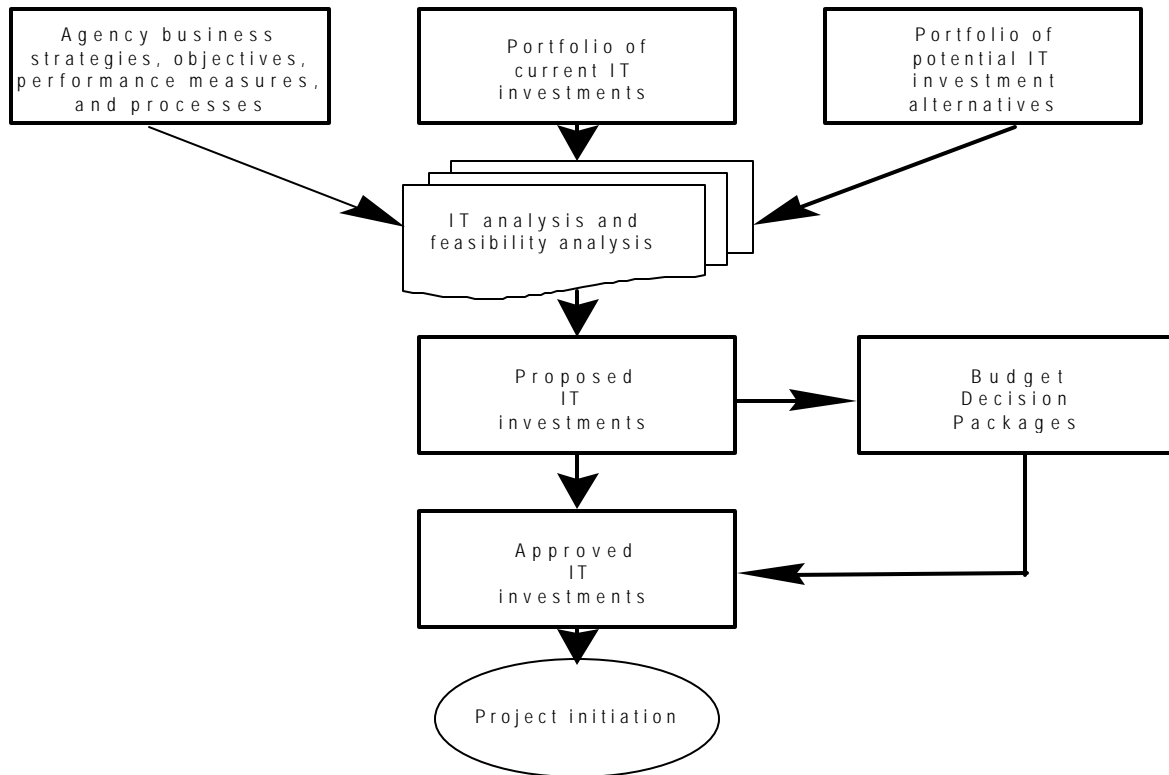 Agency business
strategies, objectives,
performance measures,
and processes
Portfolio of
current IT
investments
Portfolio of
potential IT
investment
alternatives
IT analysis and
feasibility analysis
Proposed
IT
investments
Budget
Decision
Packages
Approved
IT
investments
Project initiation